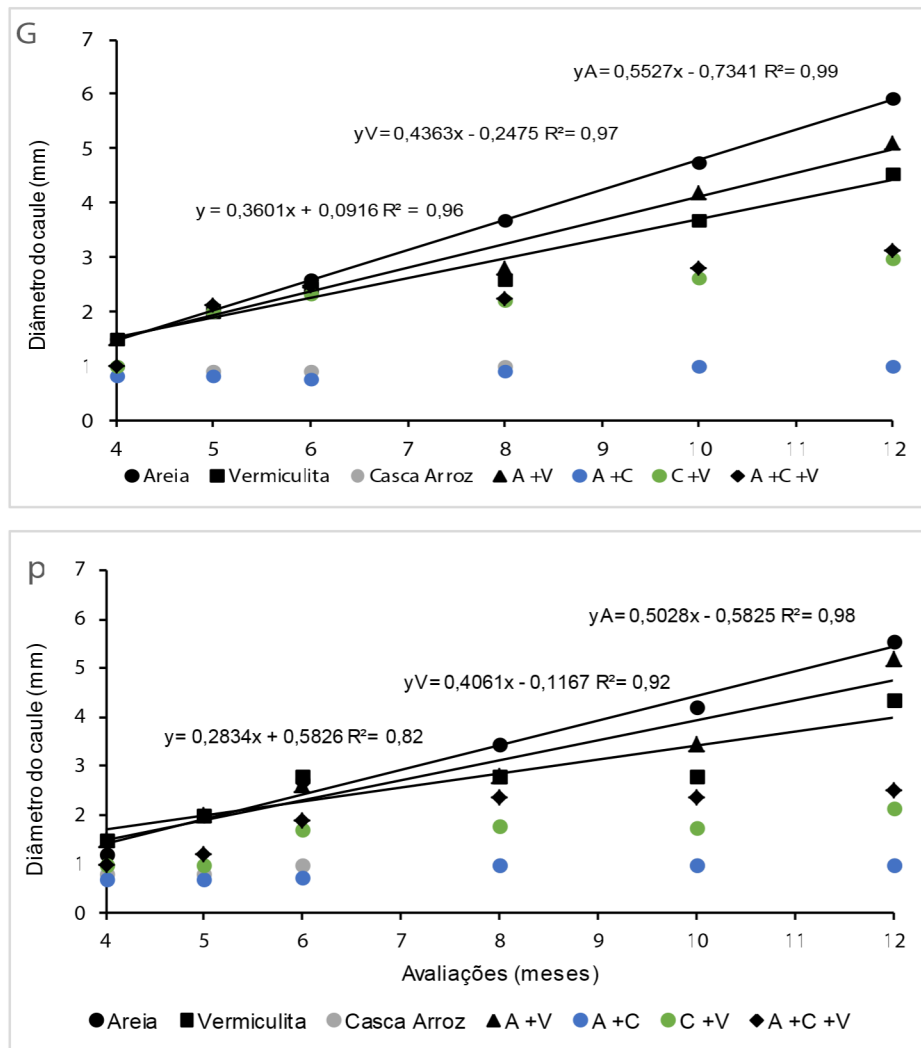 G
Diâmetro do caule (mm)
7
6
5
4
3
2
1
0
yA= 0,5527x - 0,7341 R²= 0,99
yV= 0,4363x - 0,2475 R²= 0,97
y = 0,3601x + 0,0916 R² = 0,96
4 5 6 7 8 9 10 11 12
Areia Vermiculita Casca Arroz A +V A +C C +V A +C +V
p
Diâmetro do caule (mm)
7
6
5
4
3
2
1
0
yA= 0,5028x - 0,5825 R²= 0,98
yV= 0,4061x - 0,1167 R²= 0,92
y= 0,2834x + 0,5826 R²= 0,82
4 5 6 7 8 9 10 11 12
Avaliações (meses)
Areia Vermiculita Casca Arroz A +V A +C C +V A +C +V